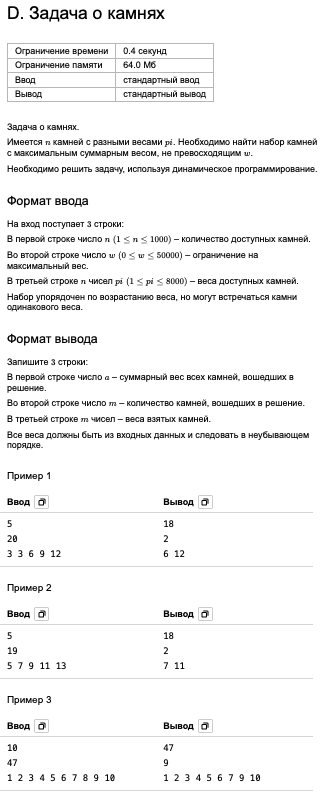 D. Задача о камнях
Ограничение времени 0.4 секунд
Ограничение памяти 64.0 Мб
Ввод стандартный ввод
Вывод стандартный вывод
Задача о камнях.
Имеется n камней с разными весами pi. Необходимо найти набор камней
с максимальным суммарным весом, не превосходящим w.
Необходимо решить задачу, используя динамическое программирование.
Формат ввода
На вход поступает 3 строки:
В первой строке число n (1 ≤ n ≤ 1000) – количество доступных камней.
Во второй строке число w (0 ≤ w ≤ 50000) – ограничение на
максимальный вес.
В третьей строке n чисел pi (1 ≤ pi ≤ 8000) – веса доступных камней.
Набор упорядочен по возрастанию веса, но могут встречаться камни
одинакового веса.
Формат вывода
Запишите 3 строки:
В первой строке число a – суммарный вес всех камней, вошедших в
решение.
Во второй строке число m – количество камней, вошедших в решение.
В третьей строке m чисел – веса взятых камней.
Все веса должны быть из входных данных и следовать в неубывающем
порядке.
Пример 1
Ввод Вывод
5 18
20 2
3 3 6 9 12 6 12
Пример 2
Ввод Вывод
5 18
19 2
5 7 9 11 13 7 11
Пример 3
Ввод Вывод
10 47
47 9
1 2 3 4 5 6 7 8 9 10 1 2 3 4 5 6 7 9 10